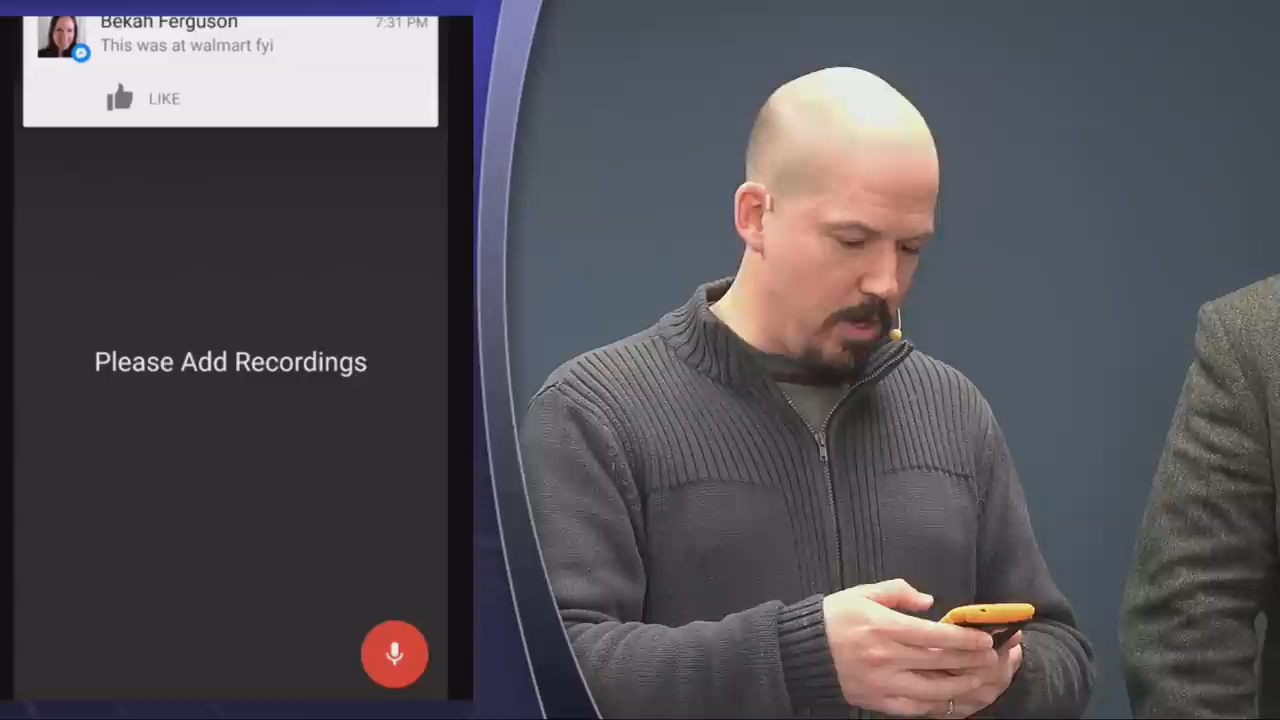 Bekah Ferguson
7:31 PM
This was at walmart fyi
LIKE
Please Add Recordings